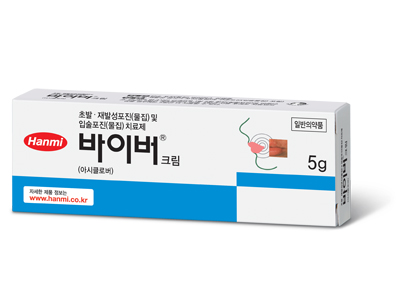 초발 · 재발성포진(물집) 및
입술포진(물집) 치료제
일반의약품
Hanmi
바이버® 크림
(아시클로버)
5g
자세한 제품 정보는
www.hanmi.co.kr